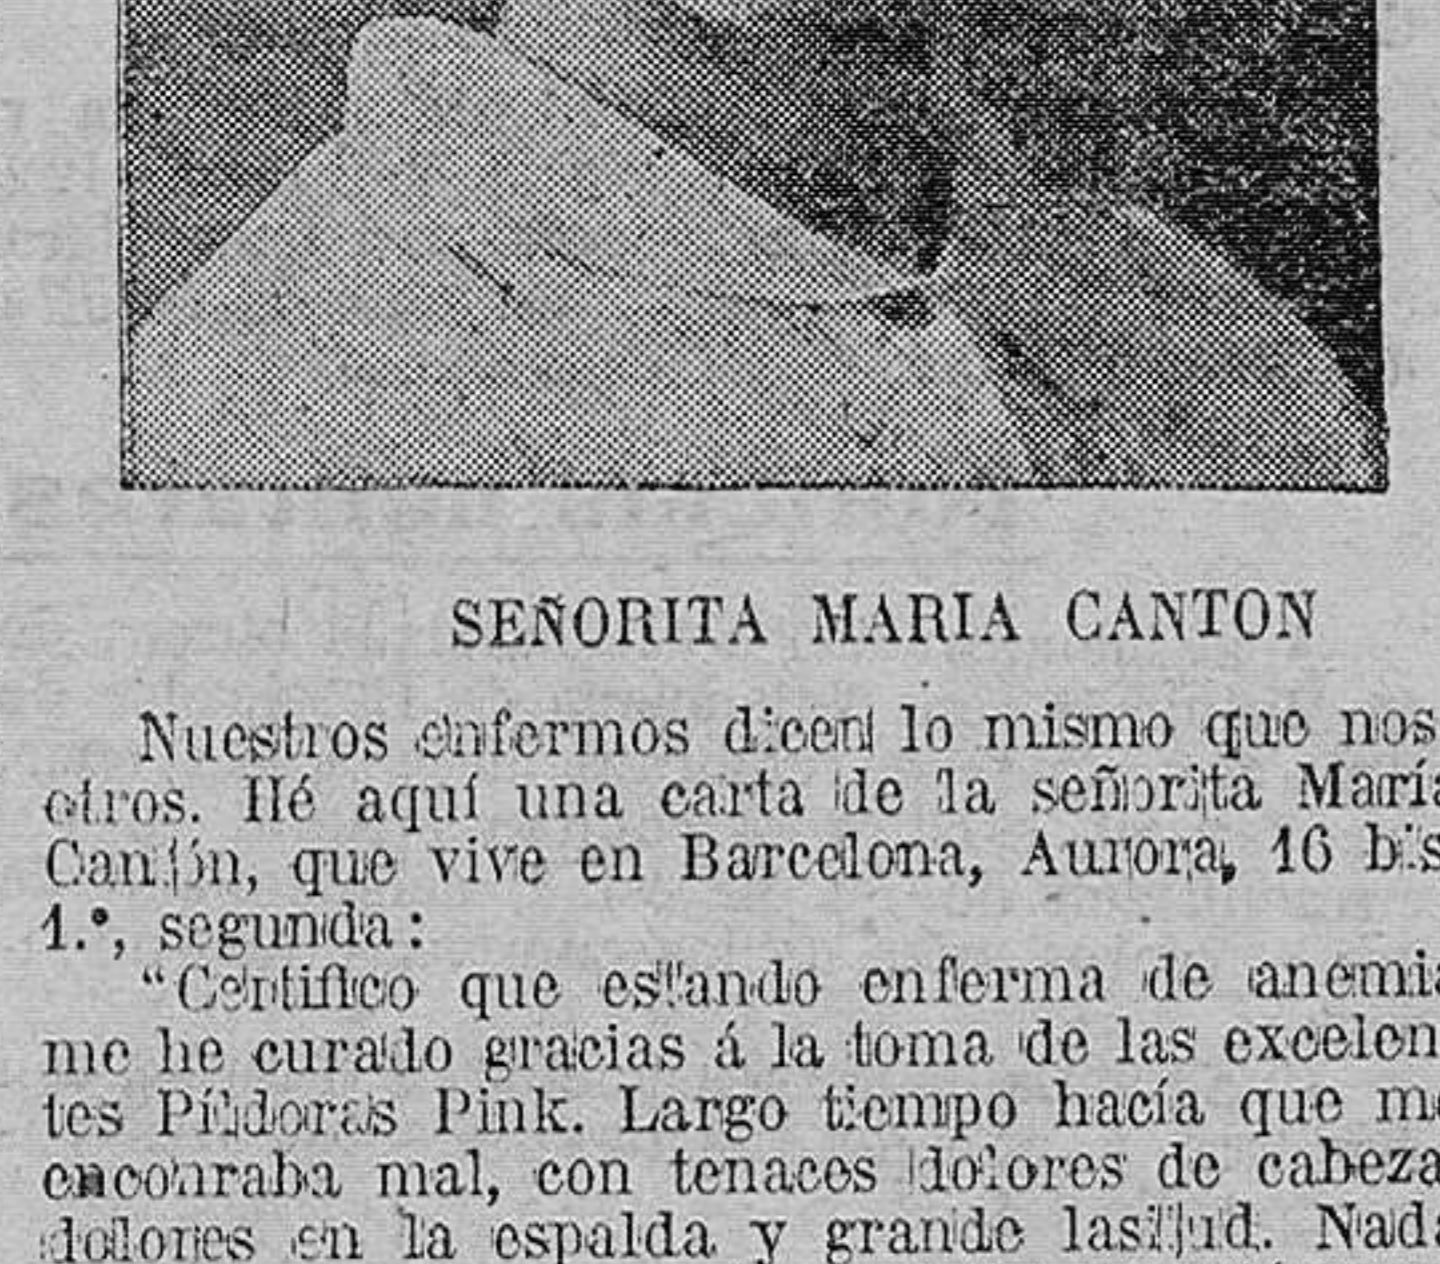 SEÑORITA MARIA CANTON
Nuestros enfermos dicen lo mismo que nos
otros. Hé aquí una carta de la señorita María
Cantón, que vive en Barcelona, Aurora, 16 bis
1.º, segunda:
“Certifico que estando enferma de anemia
me he curado gracias á la toma de las excelen
tes Píldoras Pink. Largo tiempo hacía que me
encontraba mal, con tenaces dolores de cabeza
dolores en la espalda y grande lasitud. Nada